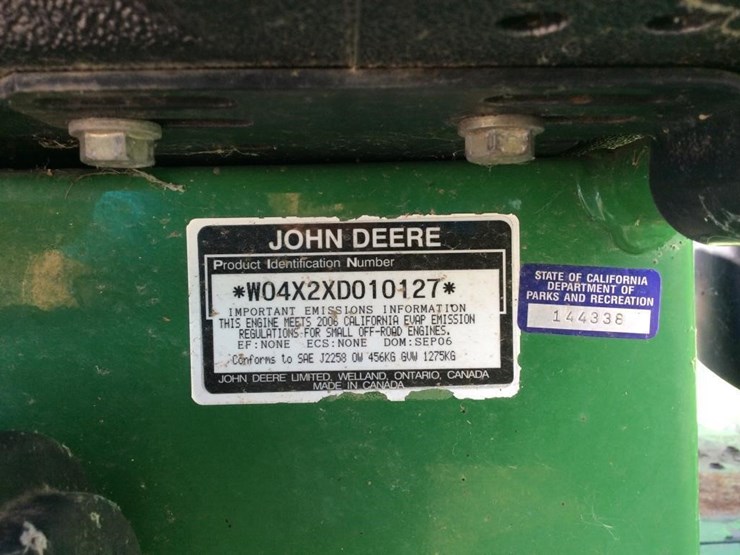 JOHN DEERE
Product Identification Number
*W04X2XD010127*
IMPORTANT EMISSIONS INFORMATION
THIS ENGINE MEETS 2006 CALIFORNIA EVAP EMISSION
REGULATIONS FOR SMALL OFF-ROAD ENGINES.
EF:NONE ECS:NONE DOM:SEP06
Conforms to SAE J2258 OW 456KG GVW 1275KG
JOHN DEERE LIMITED, WELLAND, ONTARIO, CANADA
MADE IN CANADA
STATE OF CALIFORNIA
DEPARTMENT OF
PARKS AND RECREATION
144336